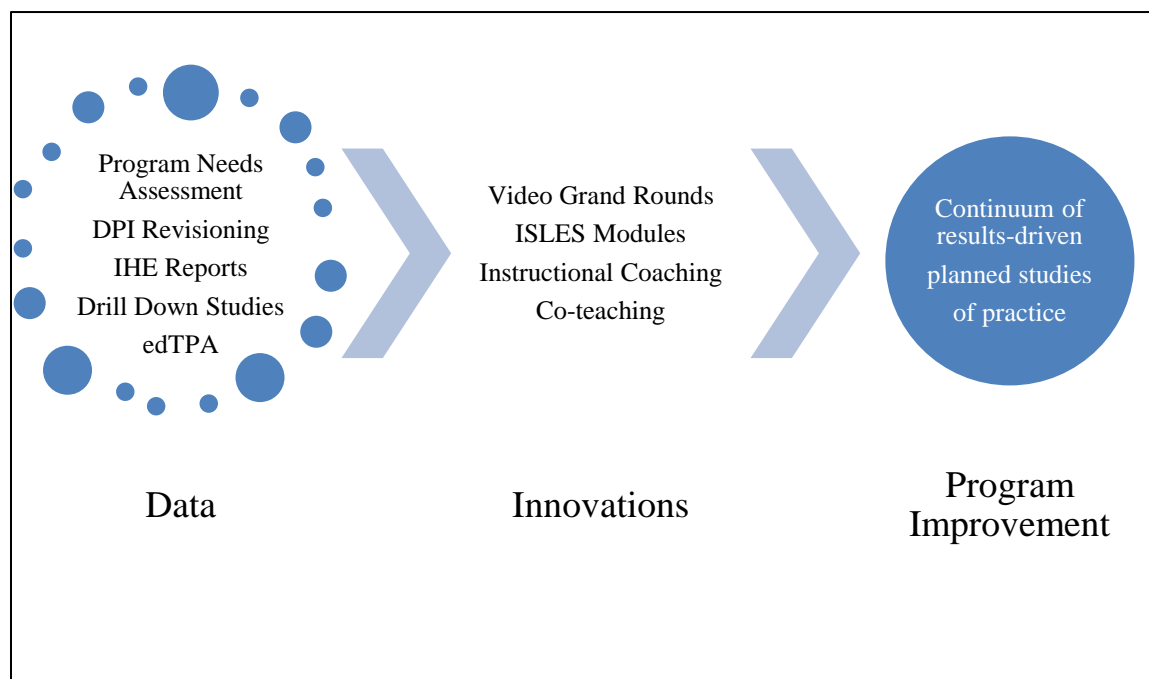 Program Needs
Assessment
DPI Revisioning
IHE Reports
Drill Down Studies
edTPA
Video Grand Rounds
ISLES Modules
Instructional Coaching
Co-teaching
Continuum of
results-driven
planned studies
of practice
Data
Innovations
Program
Improvement